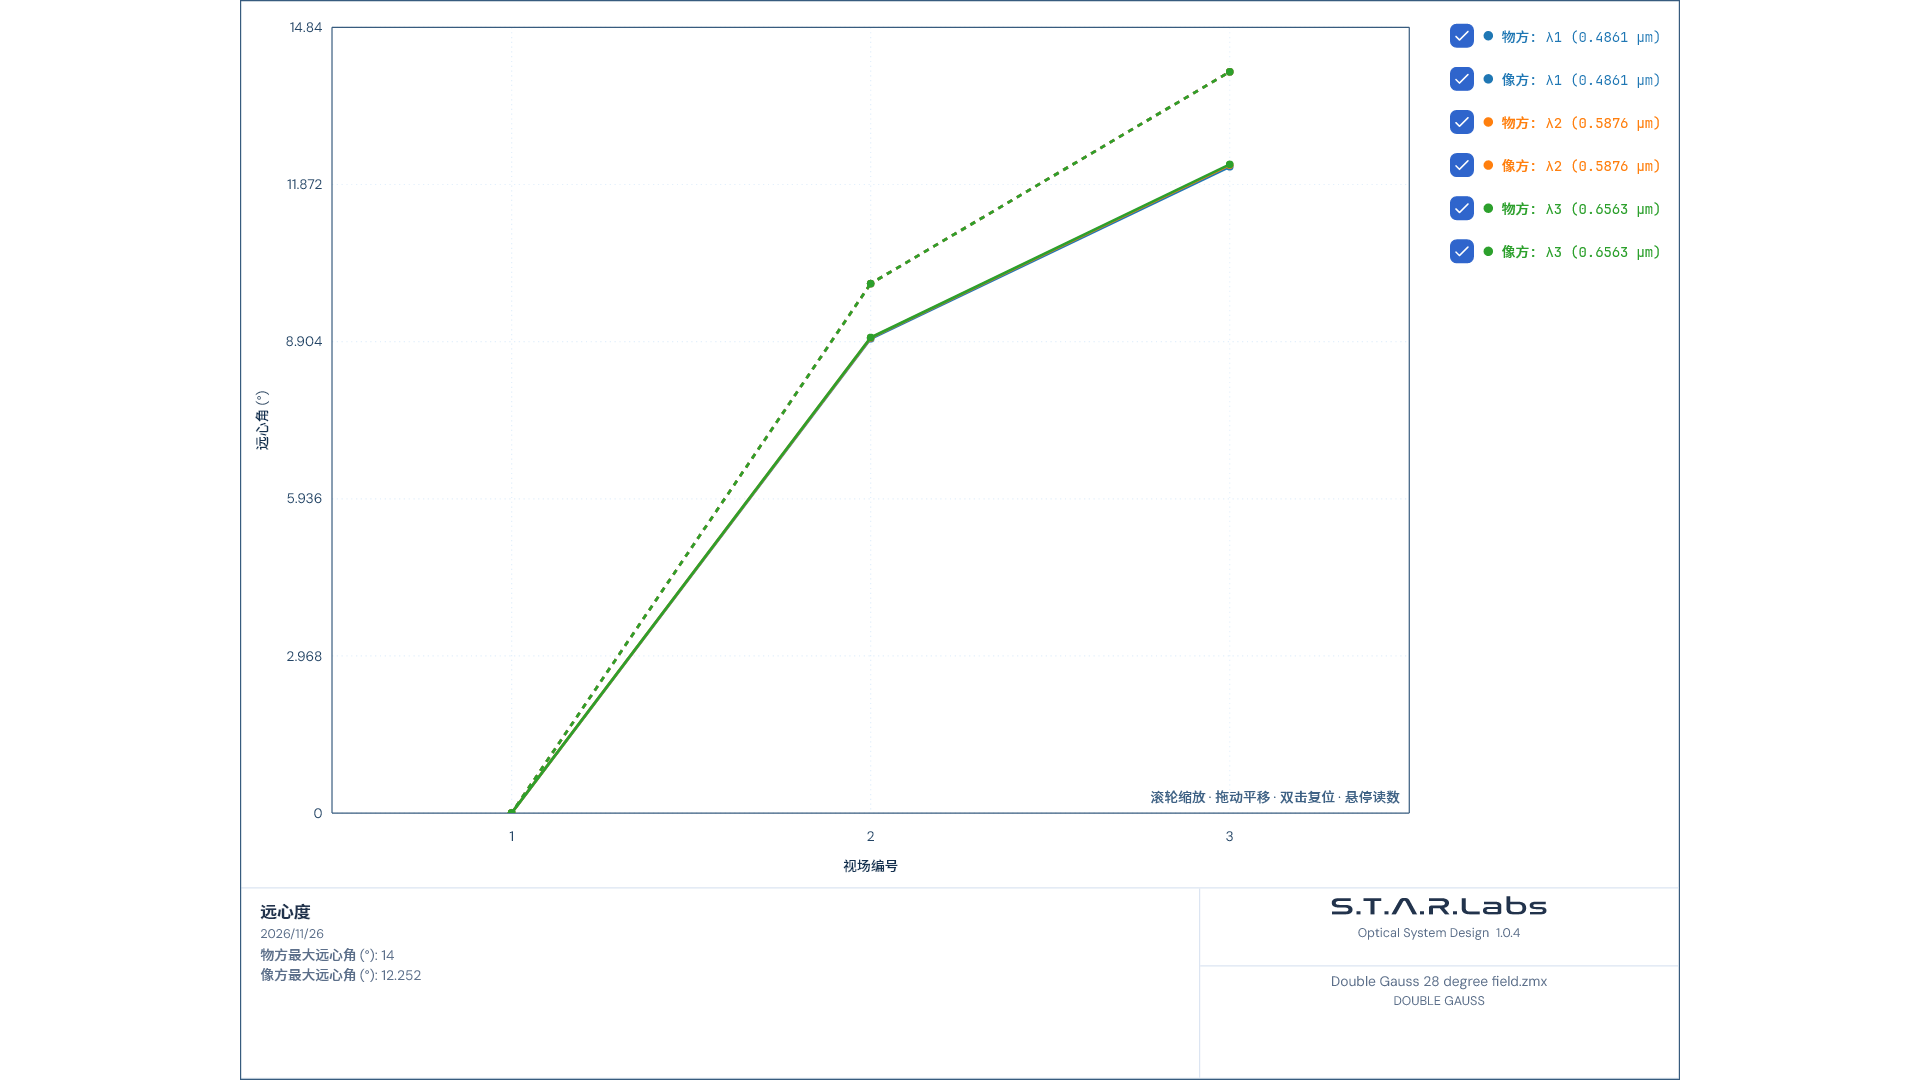 14.84
11.872
8.904
5.936
2.968
0
远心角 (°)
1
2
3
视场编号
滚轮缩放 · 拖动平移 · 双击复位 · 悬停读数
物方: λ1 (0.4861 μm)
像方: λ1 (0.4861 μm)
物方: λ2 (0.5876 μm)
像方: λ2 (0.5876 μm)
物方: λ3 (0.6563 μm)
像方: λ3 (0.6563 μm)
远心度
2026/11/26
物方最大远心角 (°): 14
像方最大远心角 (°): 12.252
S.T.A.R.Labs
Optical System Design 1.0.4
Double Gauss 28 degree field.zmx
DOUBLE GAUSS